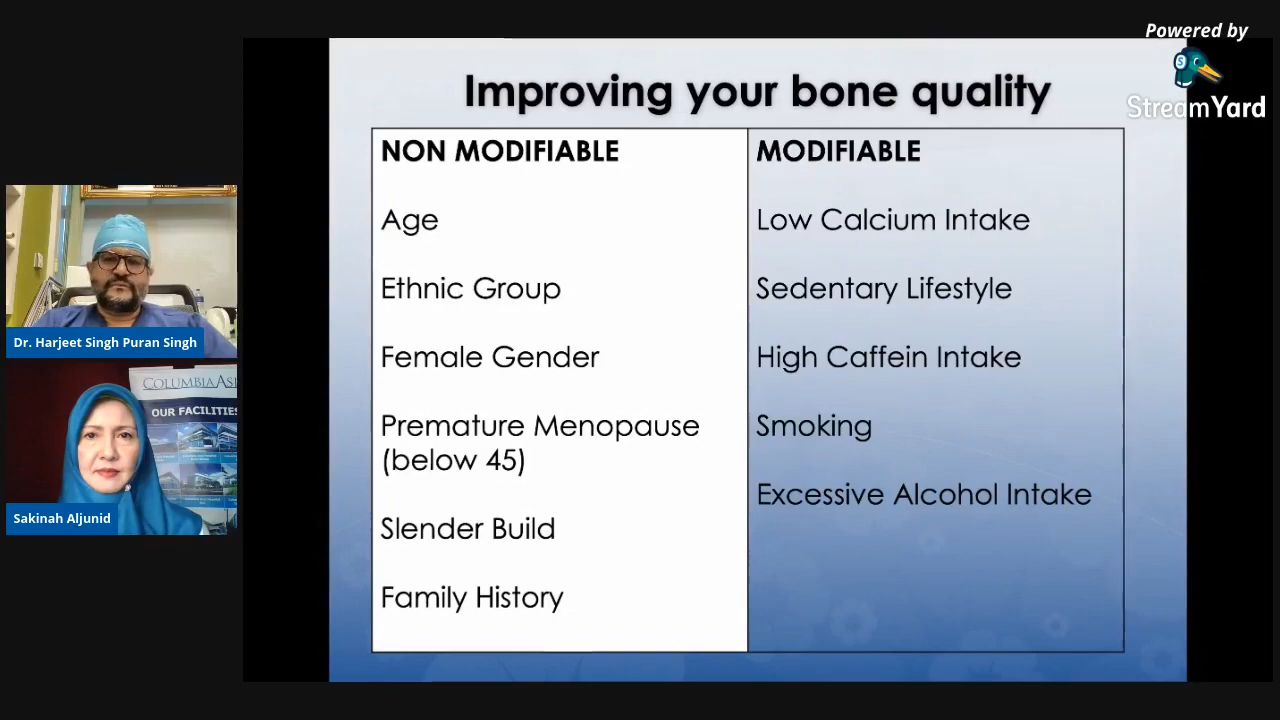 Powered by
StreamYard
Improving your bone quality
NON MODIFIABLE
Age
Ethnic Group
Female Gender
Premature Menopause
(below 45)
Slender Build
Family History
MODIFIABLE
Low Calcium Intake
Sedentary Lifestyle
High Caffein Intake
Smoking
Excessive Alcohol Intake
Dr. Harjeet Singh Puran Singh
COLUMBIA AS
OUR FACILITIES
Sakinah Aljunid